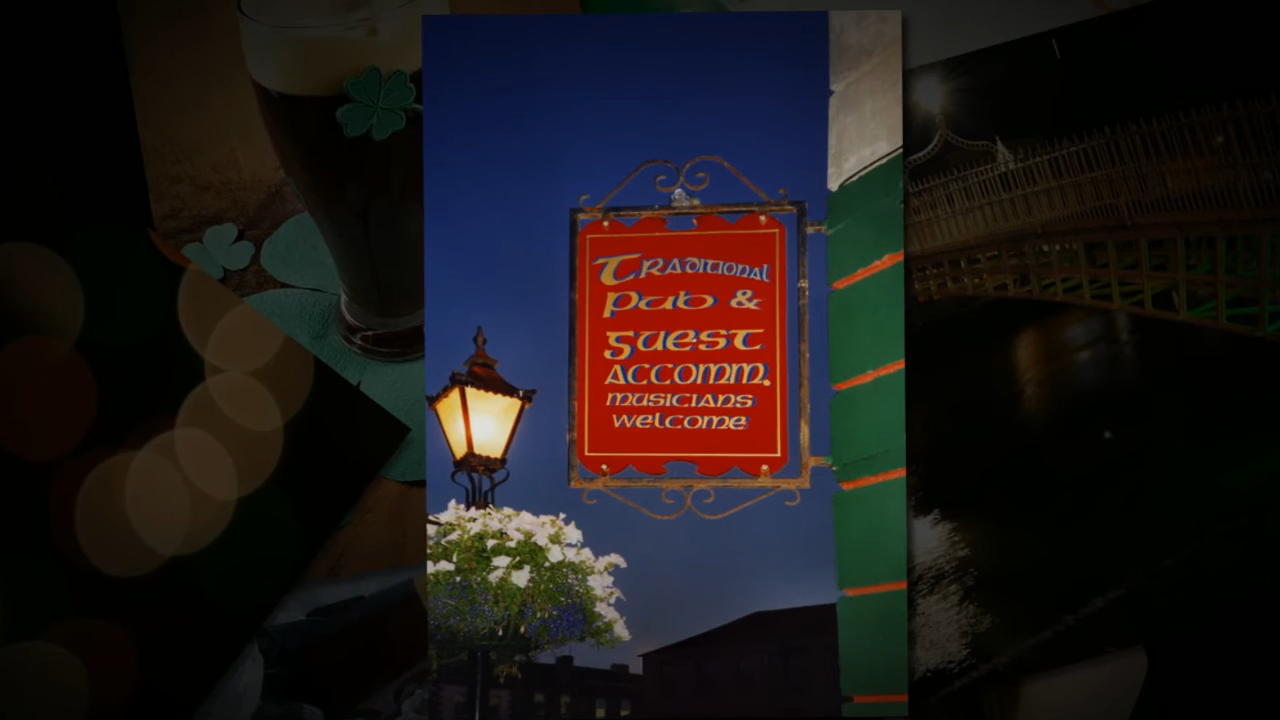 Traditional
Pub &
guest
accomm.
musicians
welcome